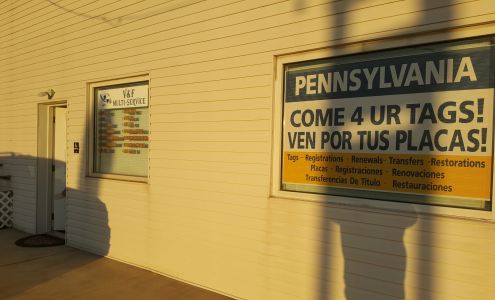 V&F
MULTI-SERVICE
PENNSYLVANIA
COME 4 UR TAGS!
VEN POR TUS PLACAS!
Tags - Registrations - Renewals - Transfers - Restorations
Placas - Registraciones - Renovaciones
Transferencias De Titulo - Restauraciones